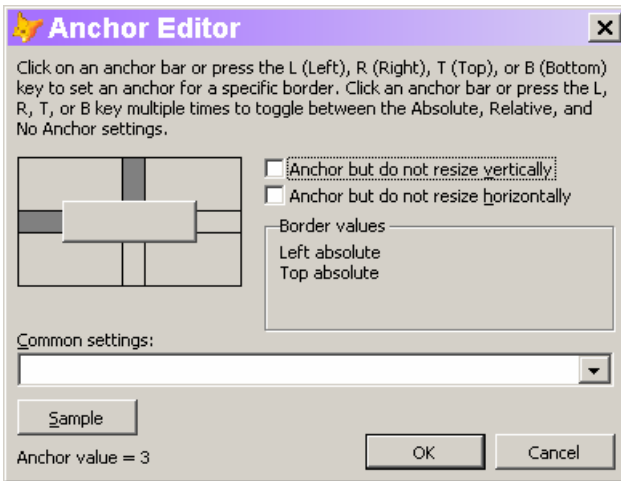 Anchor Editor
Click on an anchor bar or press the L (Left), R (Right), T (Top), or B (Bottom)
key to set an anchor for a specific border. Click an anchor bar or press the L,
R, T, or B key multiple times to toggle between the Absolute, Relative, and
No Anchor settings.
Anchor but do not resize vertically
Anchor but do not resize horizontally
Border values
Left absolute
Top absolute
Common settings:
Sample
Anchor value = 3
OK
Cancel